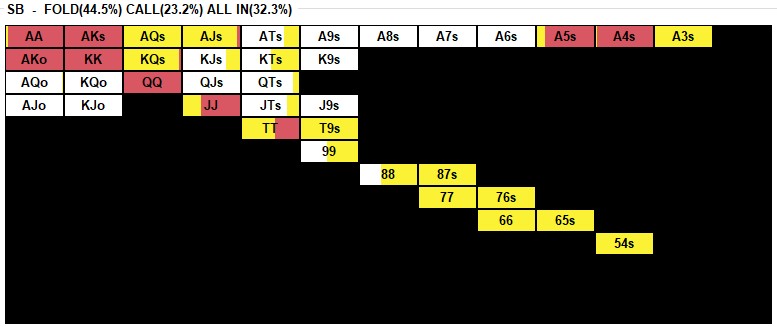 SB - FOLD(44.5%) CALL(23.2%) ALL IN(32.3%)
AA AKs AQs AJs ATs A9s A8s A7s A6s A5s A4s A3s
AKo KK KQs KJs KTs K9s
AQo KQo QQ QJs QTs
AJo KJo JJ JTs J9s
TT T9s
99
88 87s
77 76s
66 65s
54s